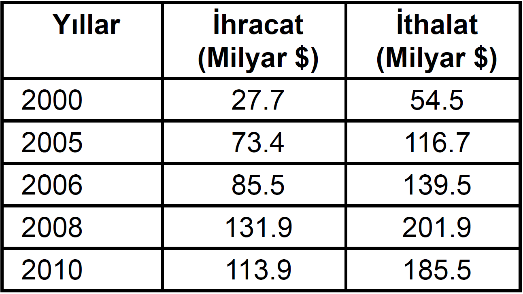 Yıllar İhracat (Milyar $) İthalat (Milyar $)
2000 27.7 54.5
2005 73.4 116.7
2006 85.5 139.5
2008 131.9 201.9
2010 113.9 185.5